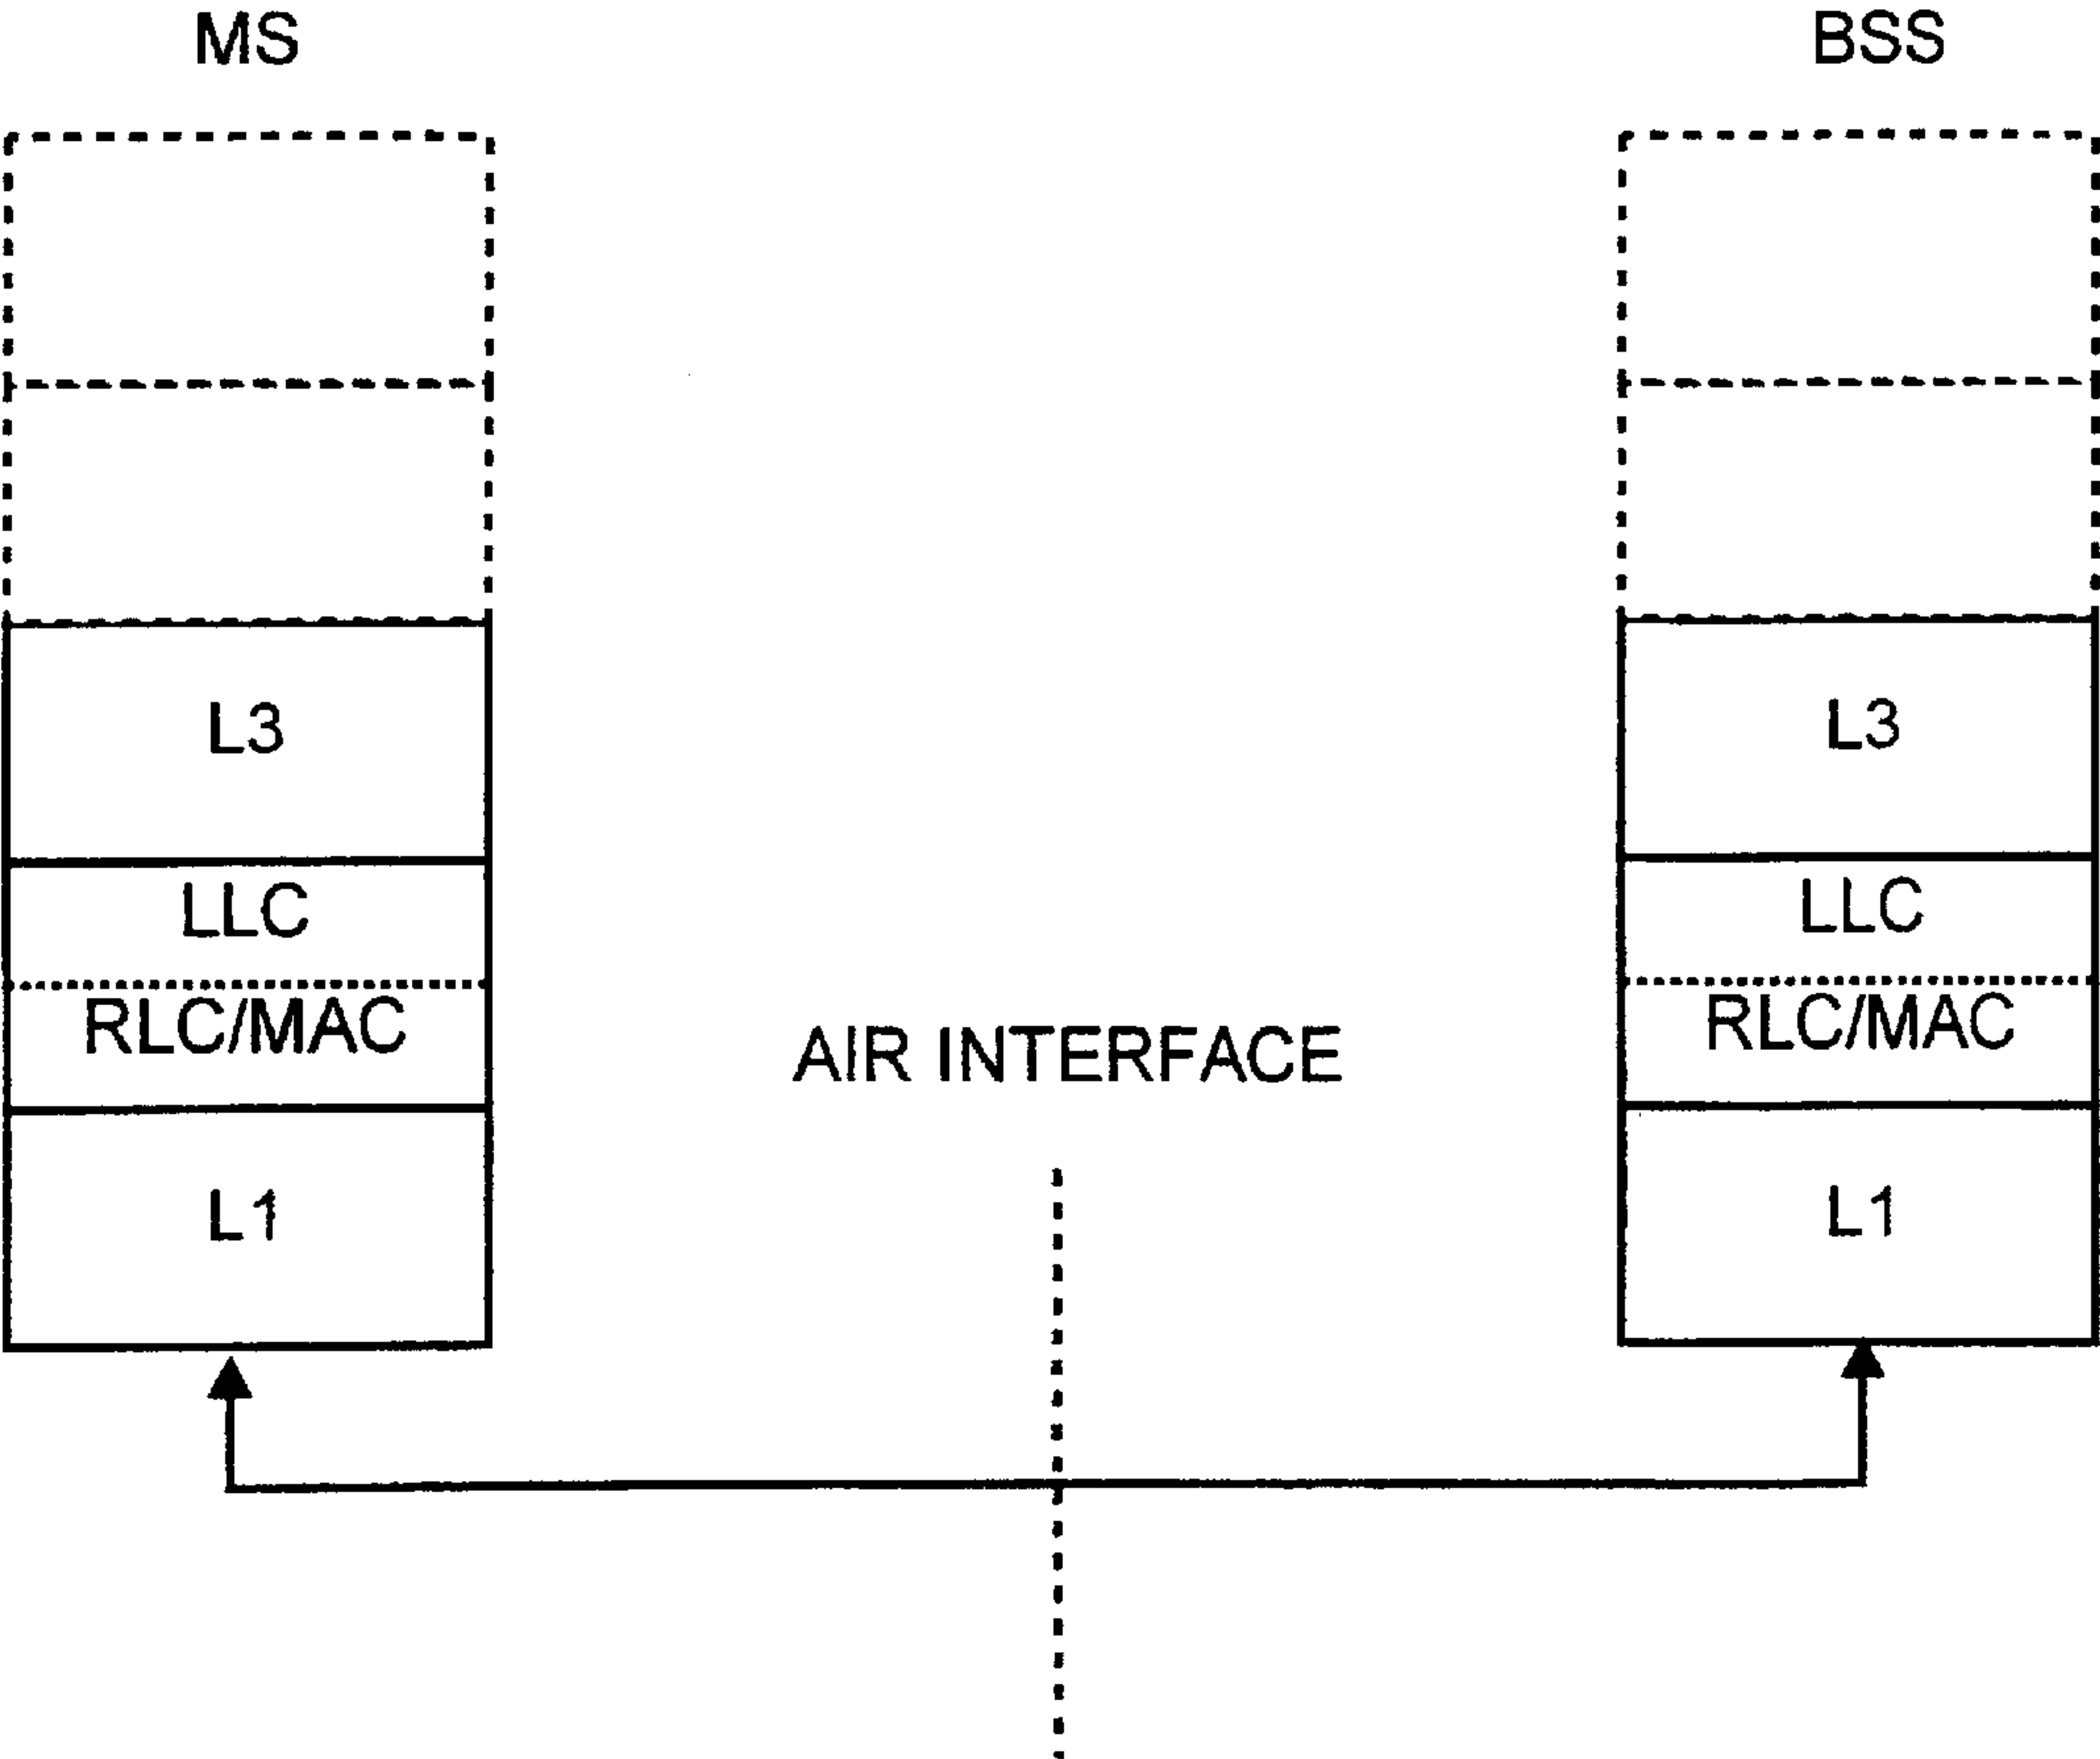 MS
BSS
L3
L3
LLC
LLC
RLC/MAC
RLC/MAC
AIR INTERFACE
L1
L1